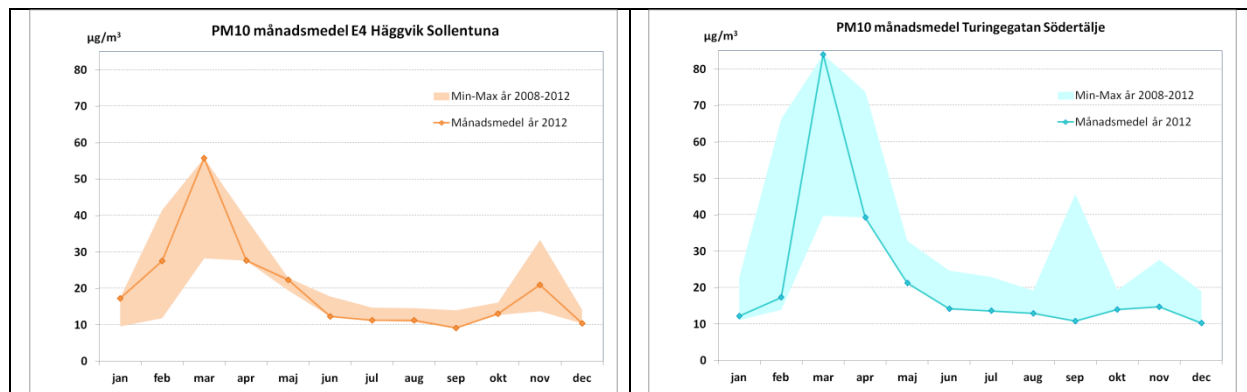 PM10 månadsmedel E4 Häggvik Sollentuna
µg/m³
80
70
60
50
40
30
20
10
0
Min-Max år 2008-2012
Månadsmedel år 2012
jan feb mar apr maj jun jul aug sep okt nov dec
PM10 månadsmedel Turingegatan Södertälje
µg/m³
80
70
60
50
40
30
20
10
0
Min-Max år 2008-2012
Månadsmedel år 2012
jan feb mar apr maj jun jul aug sep okt nov dec